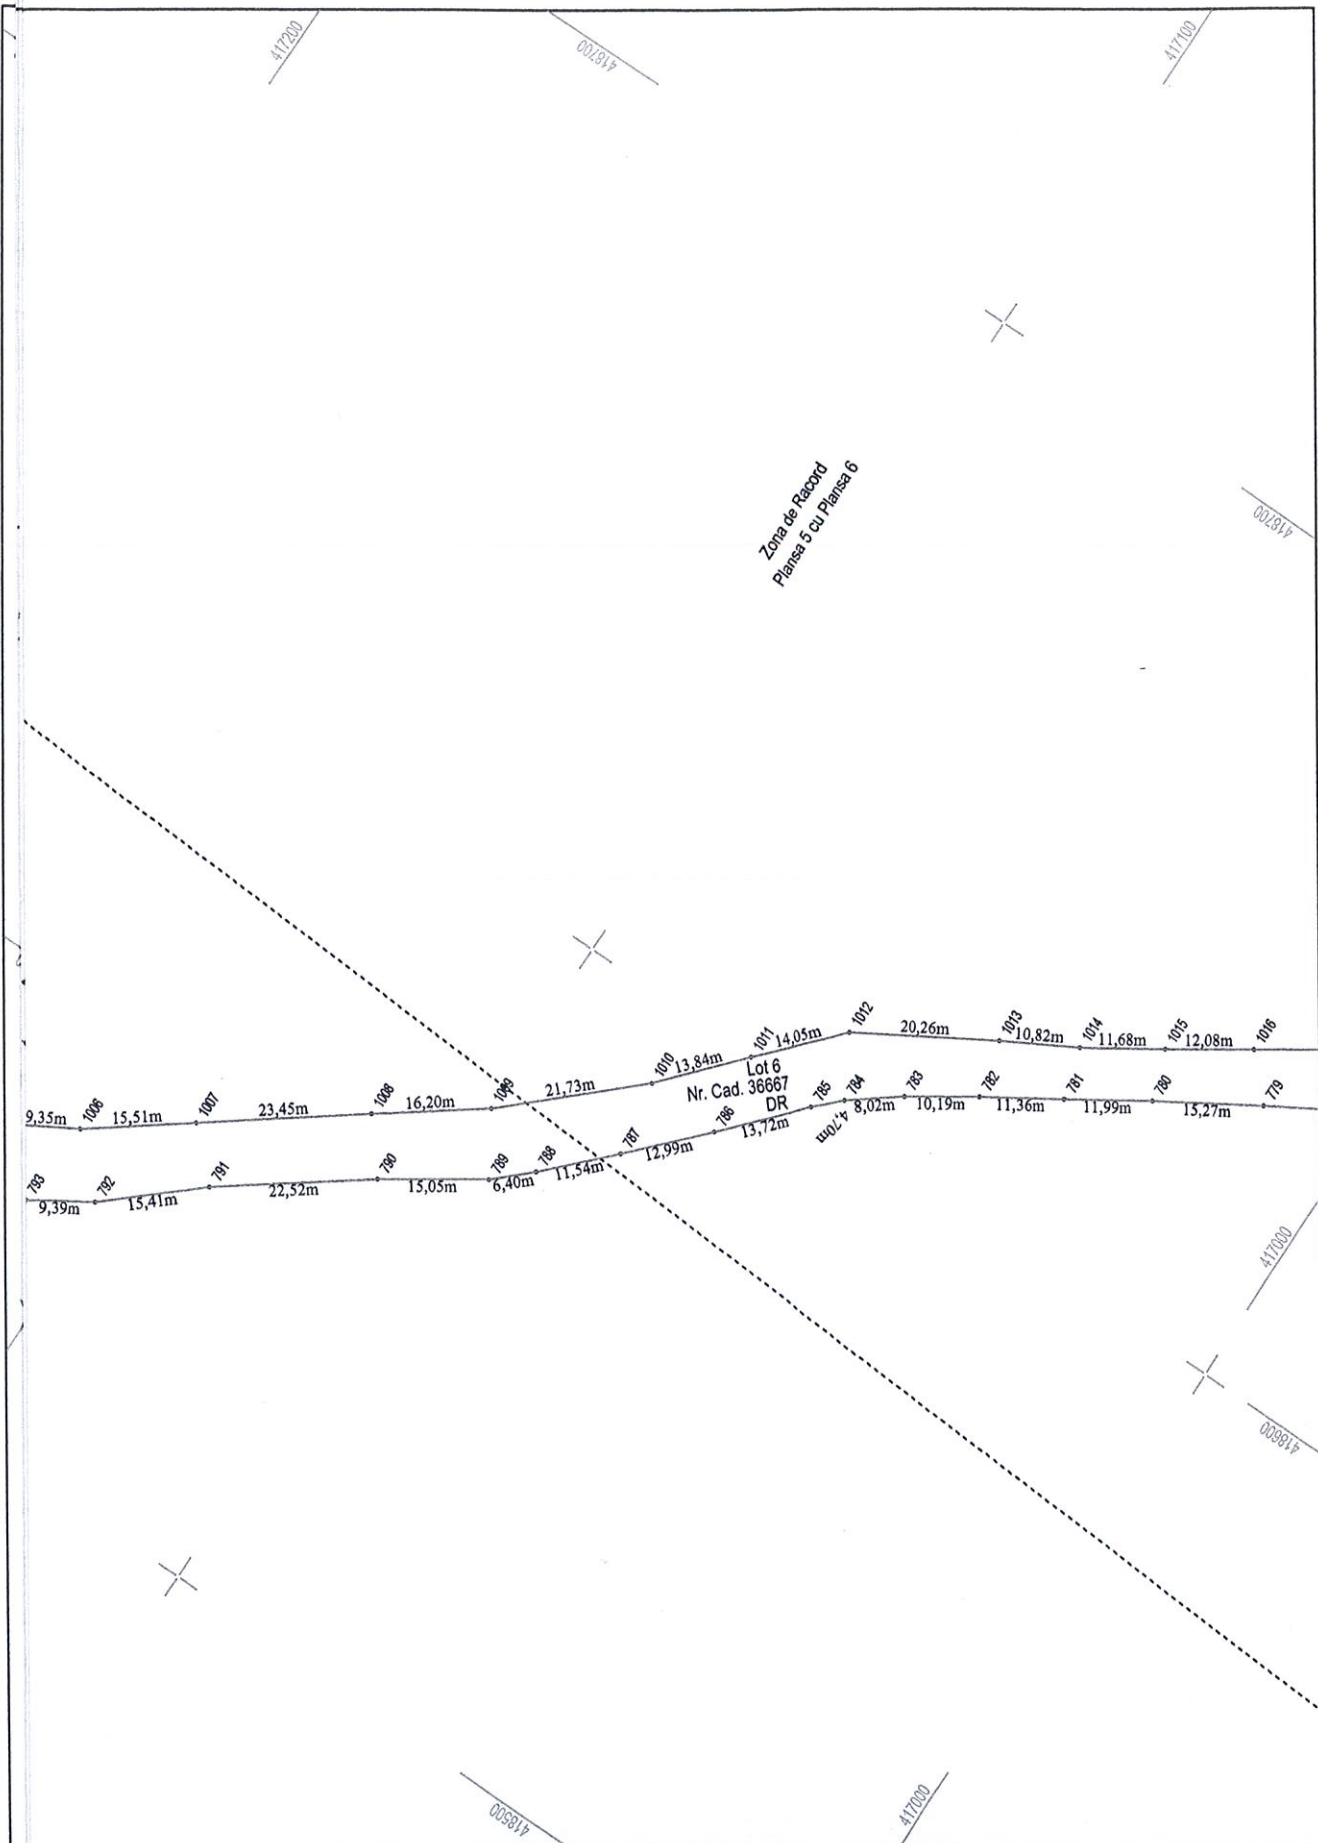 417200
418700
417100
Zona de Racord
Plansa 5 cu Plansa 6
418700
1012
1011
14,05m
20,26m
1013
10,82m
1014
11,68m
1015
12,08m
1016
1010
13,84m
Lot 6
Nr. Cad. 36667
DR
9,35m
1006
15,51m
1007
23,45m
1008
16,20m
1009
21,73m
785
784
4,70m
8,02m
783
10,19m
782
11,36m
781
11,99m
780
15,27m
779
793
9,39m
792
15,41m
791
22,52m
790
15,05m
789
6,40m
788
11,54m
787
12,99m
786
13,72m
417000
418600
418500
417000